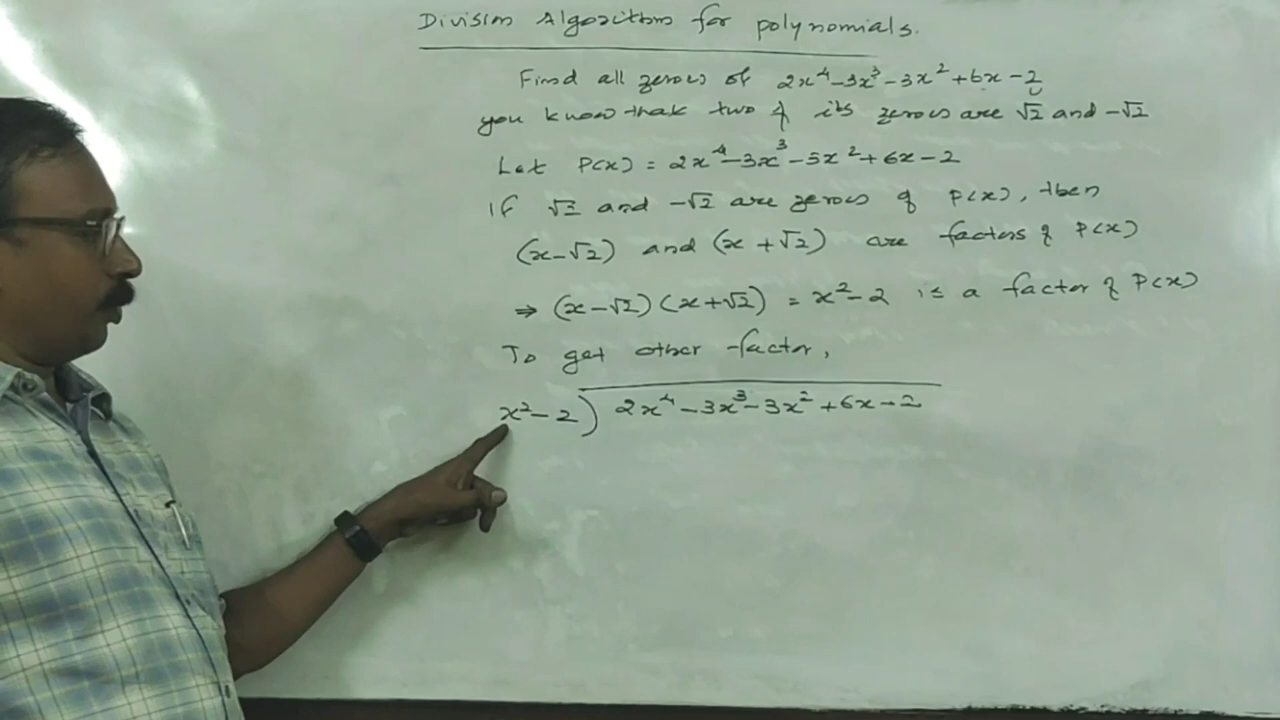 Division Algorithm for polynomials.
Find all zeroes of 2x⁴-3x³-3x²+6x-2
you know that two of its zeroes are √2 and -√2
Let P(x) = 2x⁴-3x³-3x²+6x-2
If √2 and -√2 are zeroes of P(x), then
(x-√2) and (x+√2) are factors of P(x)
⇒ (x-√2)(x+√2) = x²-2 is a factor of P(x)
To get other factor,
x²-2 ) 2x⁴-3x³-3x²+6x-2